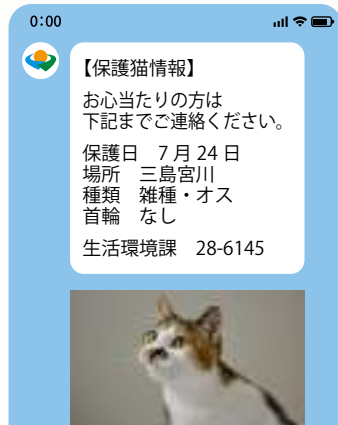 0:00
【保護猫情報】
お心当たりの方は
下記までご連絡ください。
保護日　7月24日
場所　三島宮川
種類　雑種・オス
首輪　なし
生活環境課　28-6145